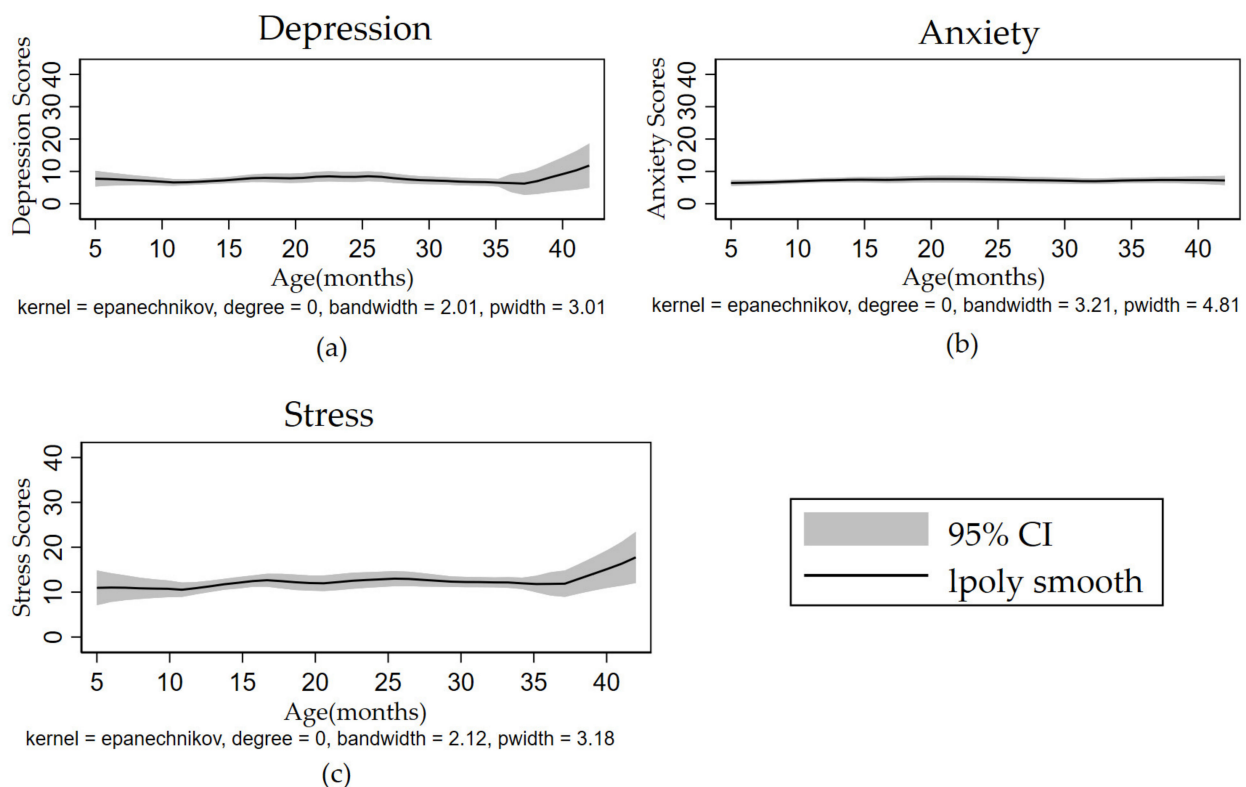 Depression
Depression Scores
40
30
20
10
0
5 10 15 20 25 30 35 40
Age(months)
kernel = epanechnikov, degree = 0, bandwidth = 2.01, pwidth = 3.01
(a)
Anxiety
Anxiety Scores
40
30
20
10
0
5 10 15 20 25 30 35 40
Age(months)
kernel = epanechnikov, degree = 0, bandwidth = 3.21, pwidth = 4.81
(b)
Stress
Stress Scores
40
30
20
10
0
5 10 15 20 25 30 35 40
Age(months)
kernel = epanechnikov, degree = 0, bandwidth = 2.12, pwidth = 3.18
(c)
95% CI
lpoly smooth